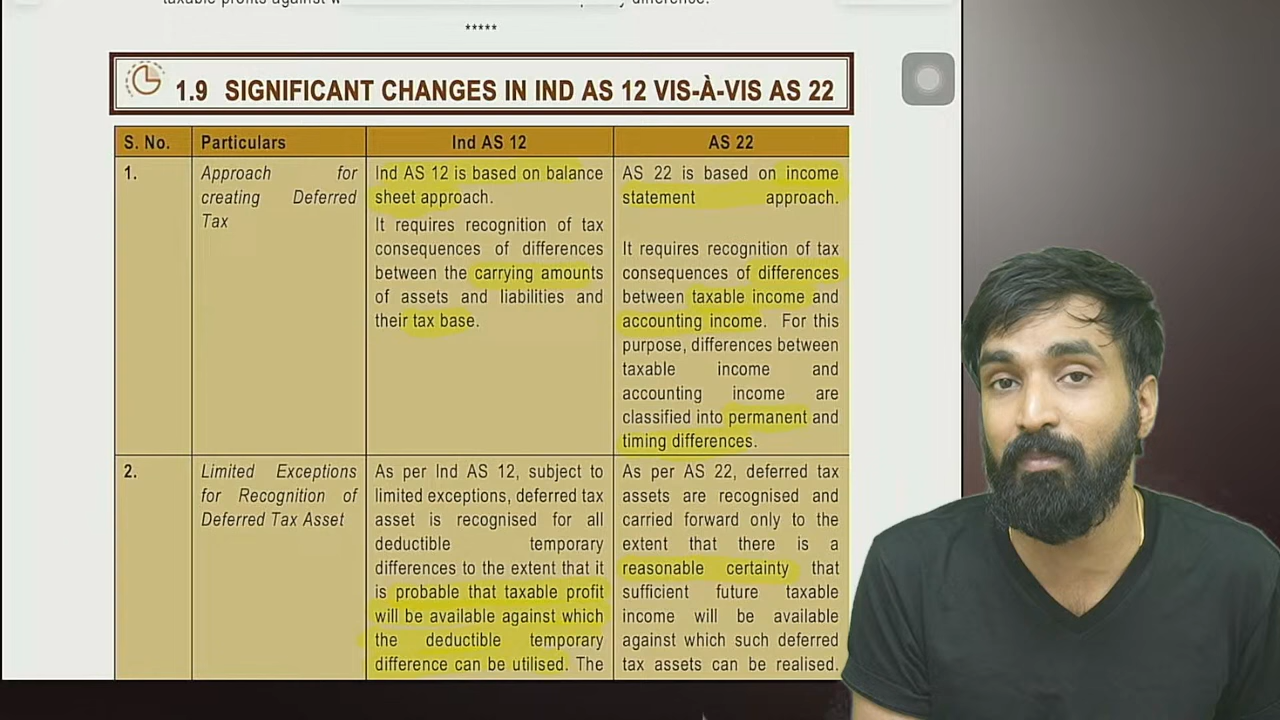 taxable profits against
difference.
*****
1.9 SIGNIFICANT CHANGES IN IND AS 12 VIS-À-VIS AS 22
S. No.
Particulars
Ind AS 12
AS 22
1.
Approach for
creating Deferred
Tax
Ind AS 12 is based on balance
sheet approach.
It requires recognition of tax
consequences of differences
between the carrying amounts
of assets and liabilities and
their tax base.
AS 22 is based on income
statement approach.
It requires recognition of tax
consequences of differences
between taxable income and
accounting income. For this
purpose, differences between
taxable income and
accounting income are
classified into permanent and
timing differences.
2.
Limited Exceptions
for Recognition of
Deferred Tax Asset
As per Ind AS 12, subject to
limited exceptions, deferred tax
asset is recognised for all
deductible temporary
differences to the extent that it
is probable that taxable profit
will be available against which
the deductible temporary
difference can be utilised. The
As per AS 22, deferred tax
assets are recognised and
carried forward only to the
extent that there is a
reasonable certainty that
sufficient future taxable
income will be available
against which such deferred
tax assets can be realised.